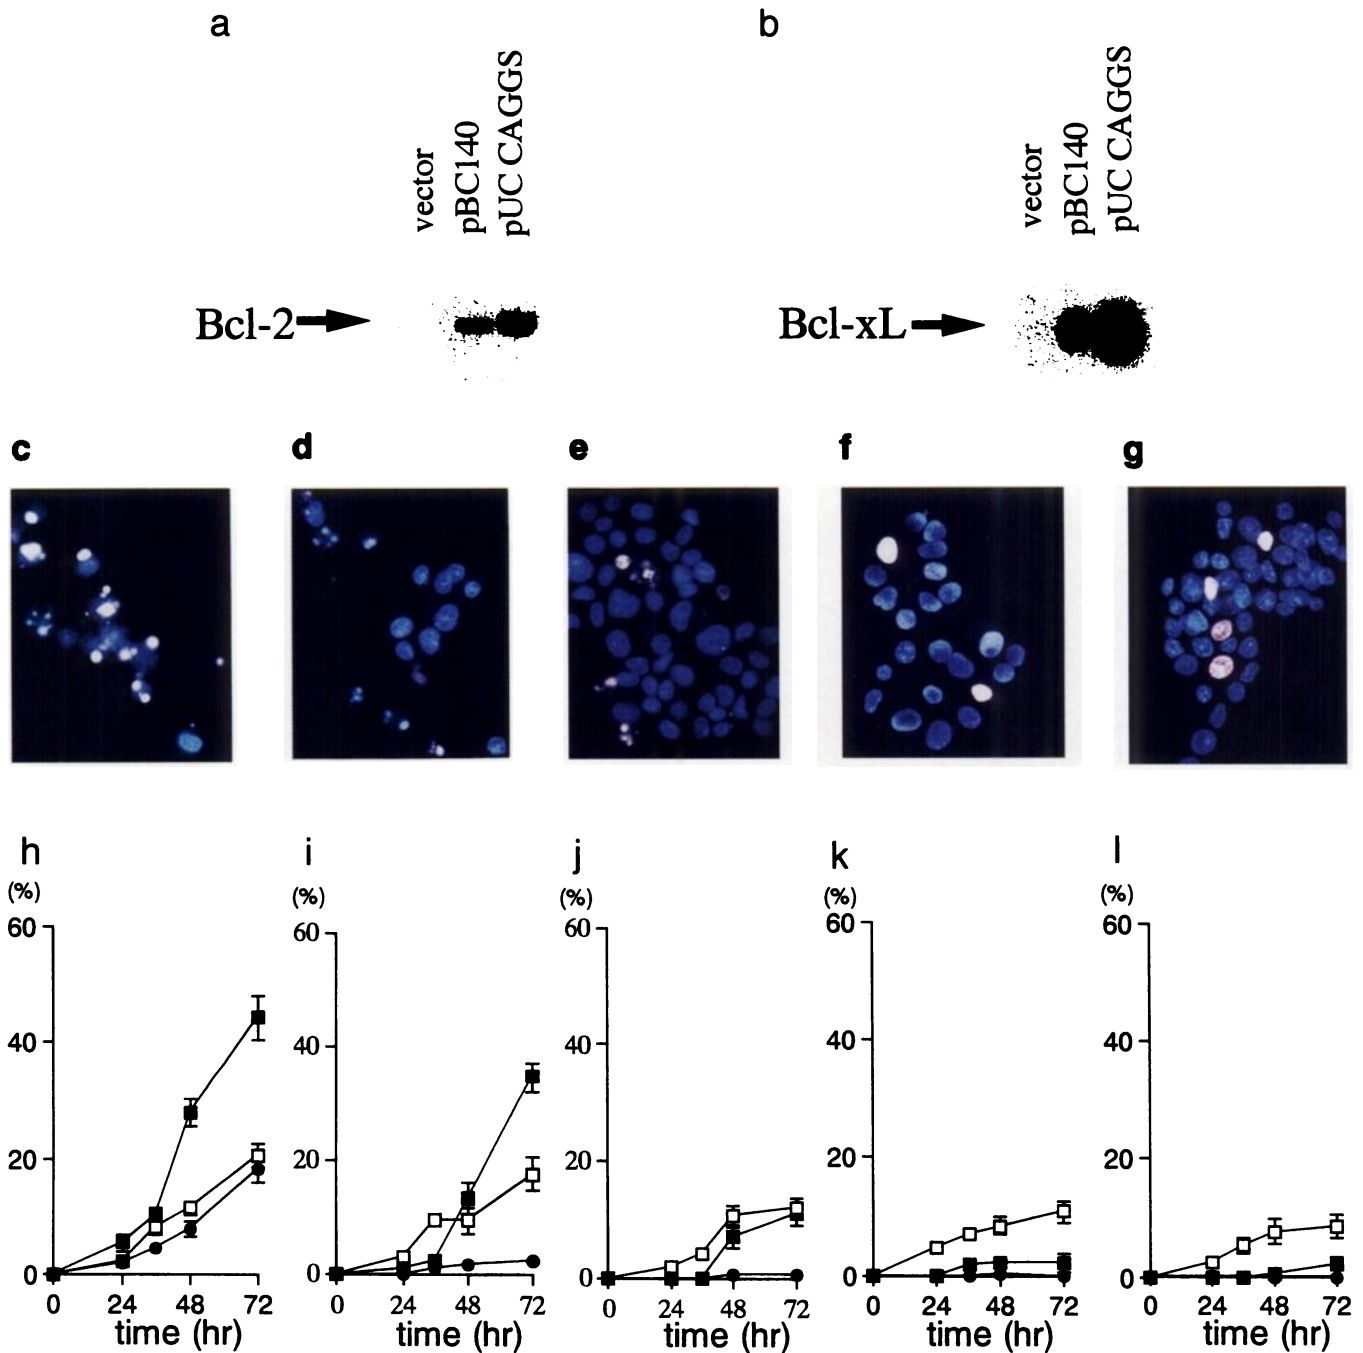 a
b
vector
pBC140
pUC CAGGS
vector
pBC140
pUC CAGGS
Bcl-2
Bcl-xL
c
d
e
f
g
h
i
j
k
l
(%)
(%)
(%)
(%)
(%)
60
40
20
0
0 24 48 72
time (hr)
60
40
20
0
0 24 48 72
time (hr)
60
40
20
0
0 24 48 72
time (hr)
60
40
20
0
0 24 48 72
time (hr)
60
40
20
0
0 24 48 72
time (hr)